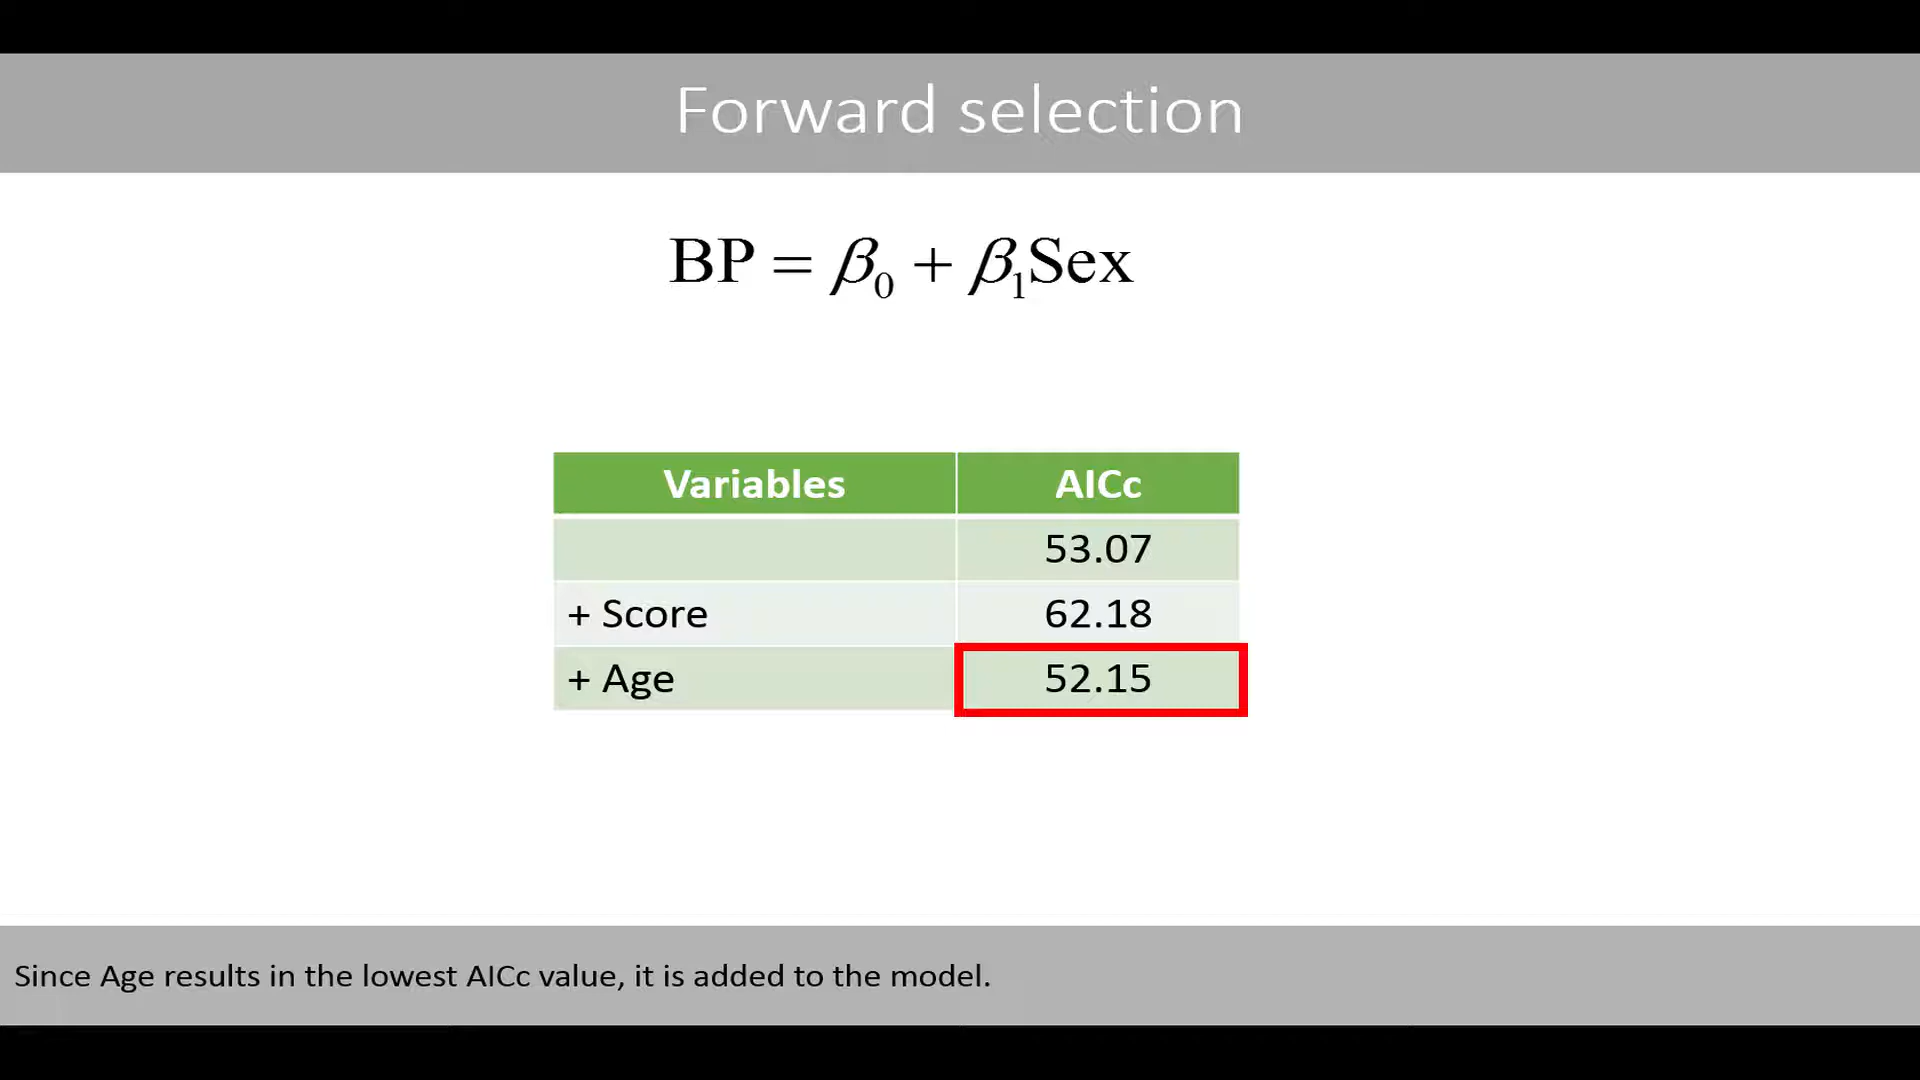 Forward selection
BP = β₀ + β₁Sex
Variables AICc
53.07
+ Score 62.18
+ Age 52.15
Since Age results in the lowest AICc value, it is added to the model.